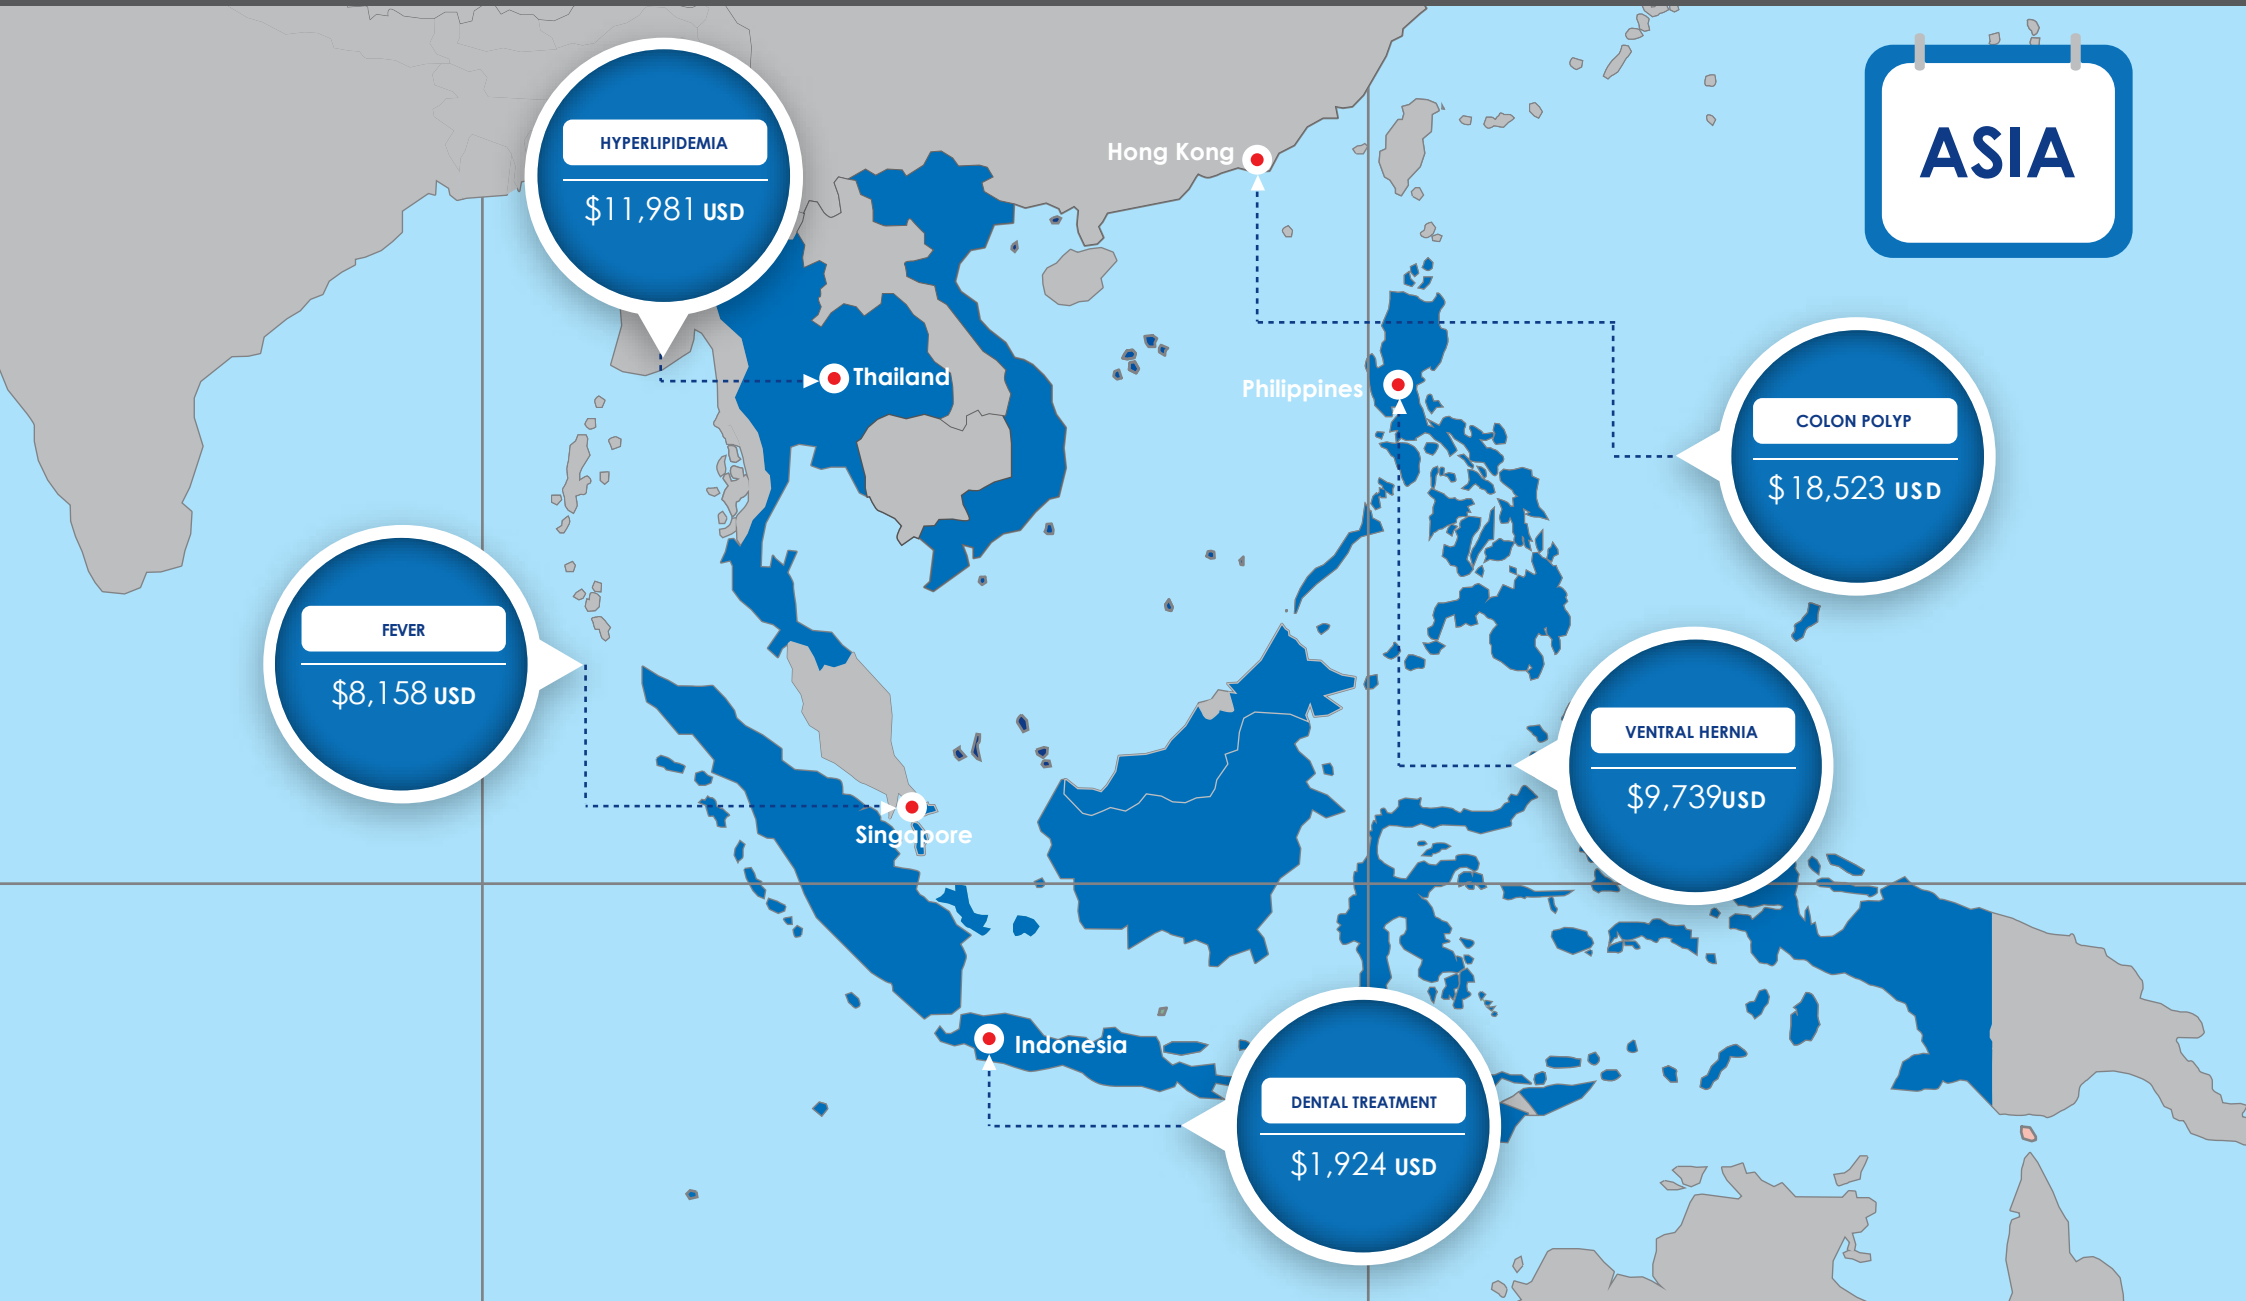 ASIA
HYPERLIPIDEMIA
$11,981 USD
Hong Kong
Thailand
Philippines
COLON POLYP
$18,523 USD
FEVER
$8,158 USD
VENTRAL HERNIA
$9,739USD
Singapore
Indonesia
DENTAL TREATMENT
$1,924 USD